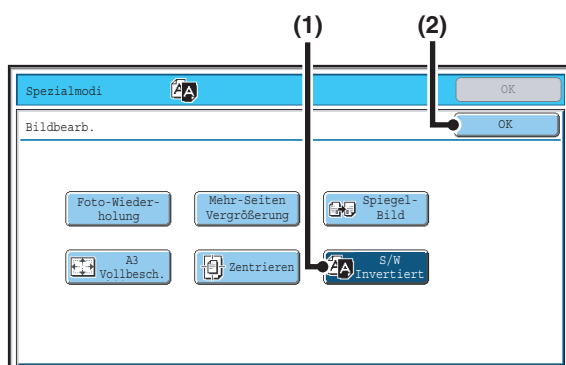 (1) (2)
Spezialmodi OK
Bildbearb. OK
Foto-Wieder-
holung
Mehr-Seiten
Vergrößerung
Spiegel-
Bild
A3
Vollbesch.
Zentrieren
S/W
Invertiert